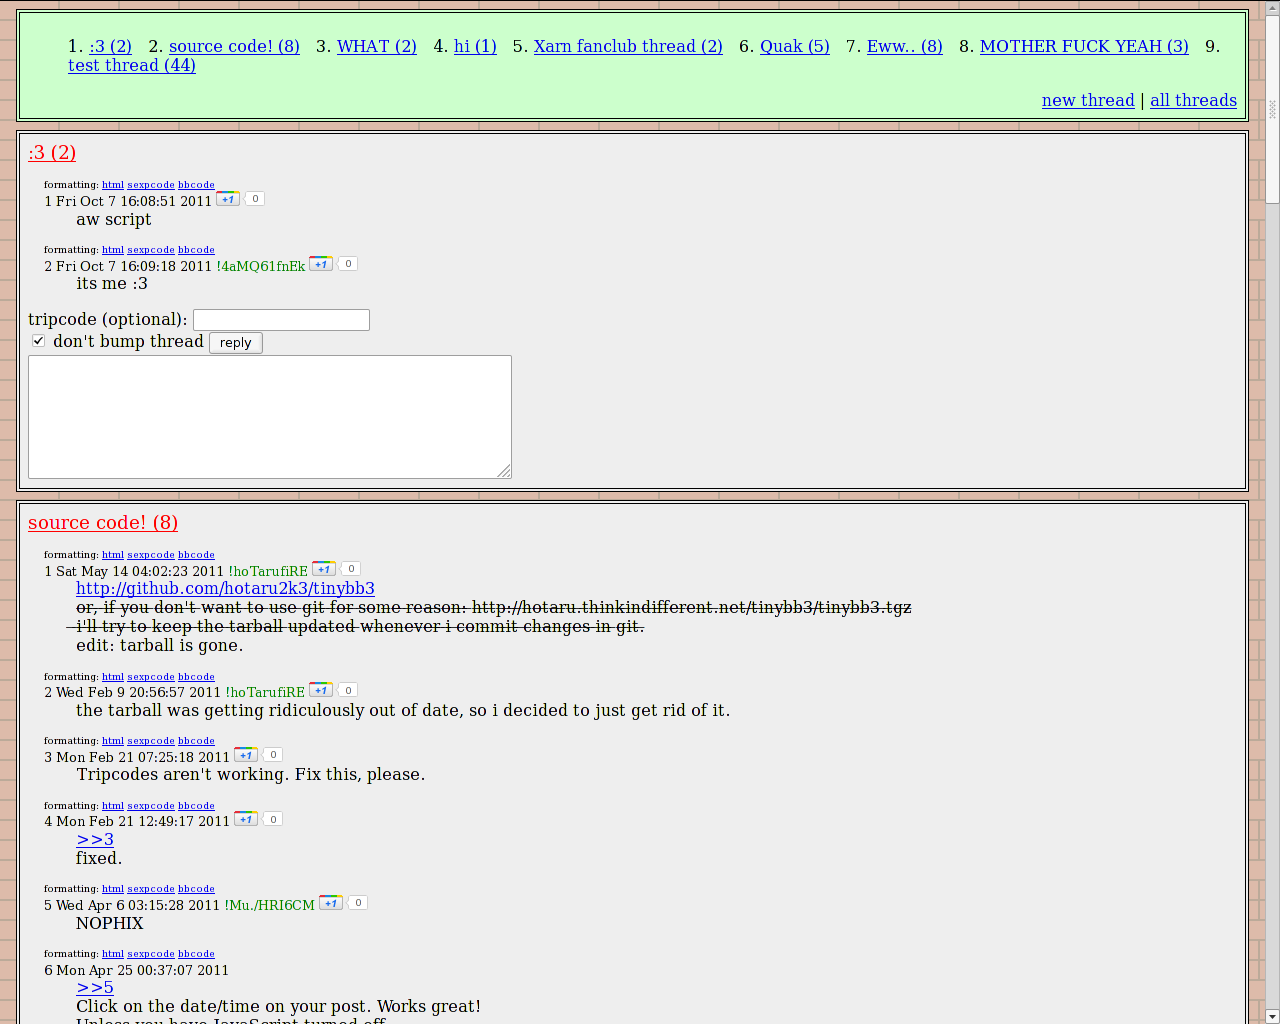 1. :3 (2) 2. source code! (8) 3. WHAT (2) 4. hi (1) 5. Xarn fanclub thread (2) 6. Quak (5) 7. Eww.. (8) 8. MOTHER FUCK YEAH (3) 9.
test thread (44)
new thread | all threads
:3 (2)
formatting: html sexpcode bbcode
1 Fri Oct 7 16:08:51 2011 +1 0
aw script
formatting: html sexpcode bbcode
2 Fri Oct 7 16:09:18 2011 !4aMQ61fnEk +1 0
its me :3
tripcode (optional):
don't bump thread reply
source code! (8)
formatting: html sexpcode bbcode
1 Sat May 14 04:02:23 2011 !hoTarufiRE +1 0
http://github.com/hotaru2k3/tinybb3
or, if you don't want to use git for some reason: http://hotaru.thinkindifferent.net/tinybb3/tinybb3.tgz
i'll try to keep the tarball updated whenever i commit changes in git.
edit: tarball is gone.
formatting: html sexpcode bbcode
2 Wed Feb 9 20:56:57 2011 !hoTarufiRE +1 0
the tarball was getting ridiculously out of date, so i decided to just get rid of it.
formatting: html sexpcode bbcode
3 Mon Feb 21 07:25:18 2011 +1 0
Tripcodes aren't working. Fix this, please.
formatting: html sexpcode bbcode
4 Mon Feb 21 12:49:17 2011 +1 0
>>3
fixed.
formatting: html sexpcode bbcode
5 Wed Apr 6 03:15:28 2011 !Mu./HRI6CM +1 0
NOPHIX
formatting: html sexpcode bbcode
6 Mon Apr 25 00:37:07 2011
>>5
Click on the date/time on your post. Works great!
Unless you have JavaScript turned off